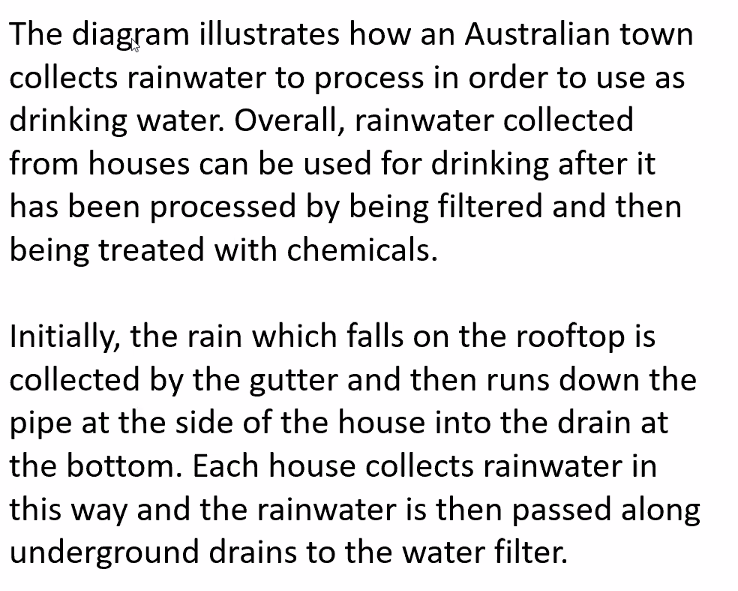 The diagram illustrates how an Australian town
collects rainwater to process in order to use as
drinking water. Overall, rainwater collected
from houses can be used for drinking after it
has been processed by being filtered and then
being treated with chemicals.
Initially, the rain which falls on the rooftop is
collected by the gutter and then runs down the
pipe at the side of the house into the drain at
the bottom. Each house collects rainwater in
this way and the rainwater is then passed along
underground drains to the water filter.